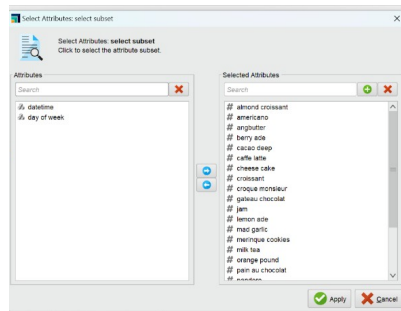 Select Attributes: select subset
Select Attributes: select subset
Click to select the attribute subset.
Attributes
Search
datetime
day of week
Selected Attributes
Search
# almond croissant
# americano
# angbutter
# berry ade
# cacao deep
# caffe latte
# cheese cake
# croissant
# croque monsieur
# gateau chocolat
# jam
# lemon ade
# mad garlic
# merinque cookies
# milk tea
# orange pound
# pain au chocolat
# pandoro
Apply
Cancel